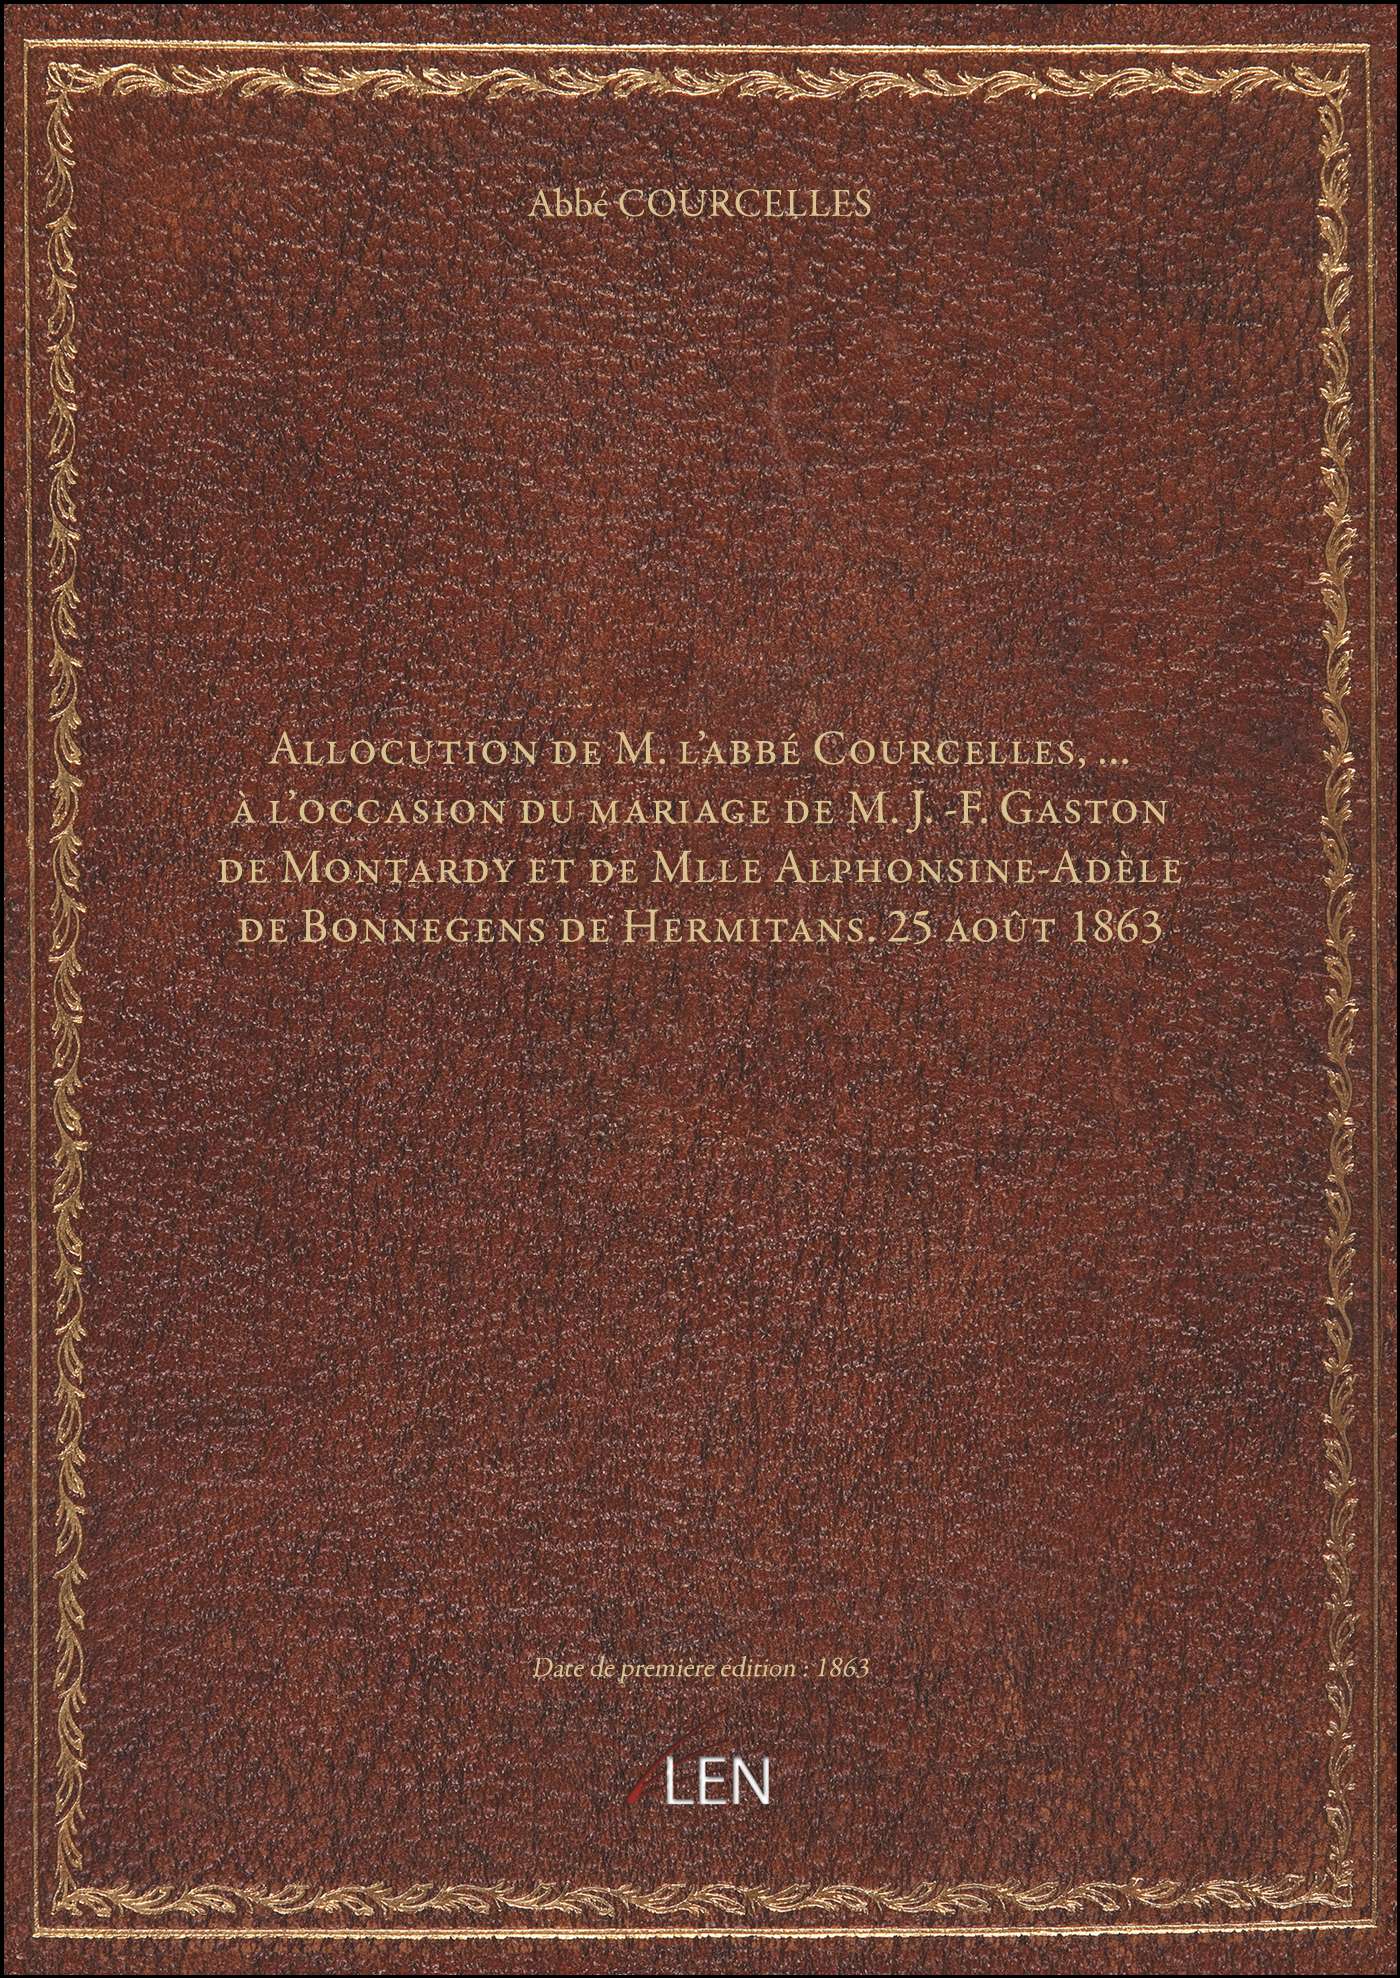 Abbé COURCELLES
Allocution de M. l'abbé Courcelles, ...
à l'occasion du mariage de M. J. -F. Gaston
de Montardy et de Mlle Alphonsine-Adèle
de Bonnegens de Hermitans. 25 août 1863
Date de première édition : 1863
LEN